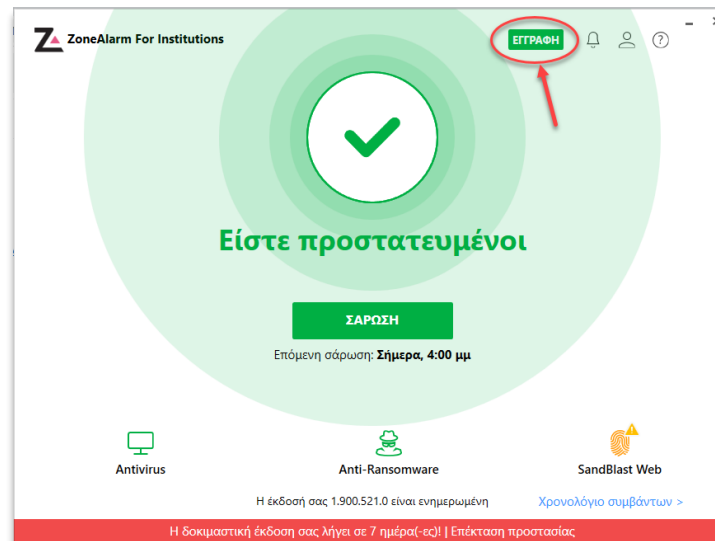 ZoneAlarm For Institutions
ΕΓΓΡΑΦΗ
Είστε προστατευμένοι
ΣΑΡΩΣΗ
Επόμενη σάρωση: Σήμερα, 4:00 μμ
Antivirus
Anti-Ransomware
SandBlast Web
Η έκδοσή σας 1.900.521.0 είναι ενημερωμένη
Χρονολόγιο συμβάντων >
Η δοκιμαστική έκδοση σας λήγει σε 7 ημέρα(-ες)! | Επέκταση προστασίας